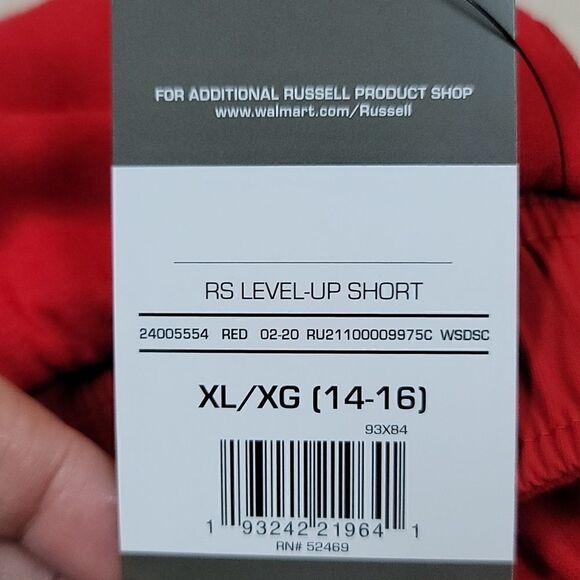 FOR ADDITIONAL RUSSELL PRODUCT SHOP
www.walmart.com/Russell
RS LEVEL-UP SHORT
24005554 RED 02-20 RU21100009975C WSDSC
XL/XG (14-16)
93X84
1 93242 21964 1
RN# 52469